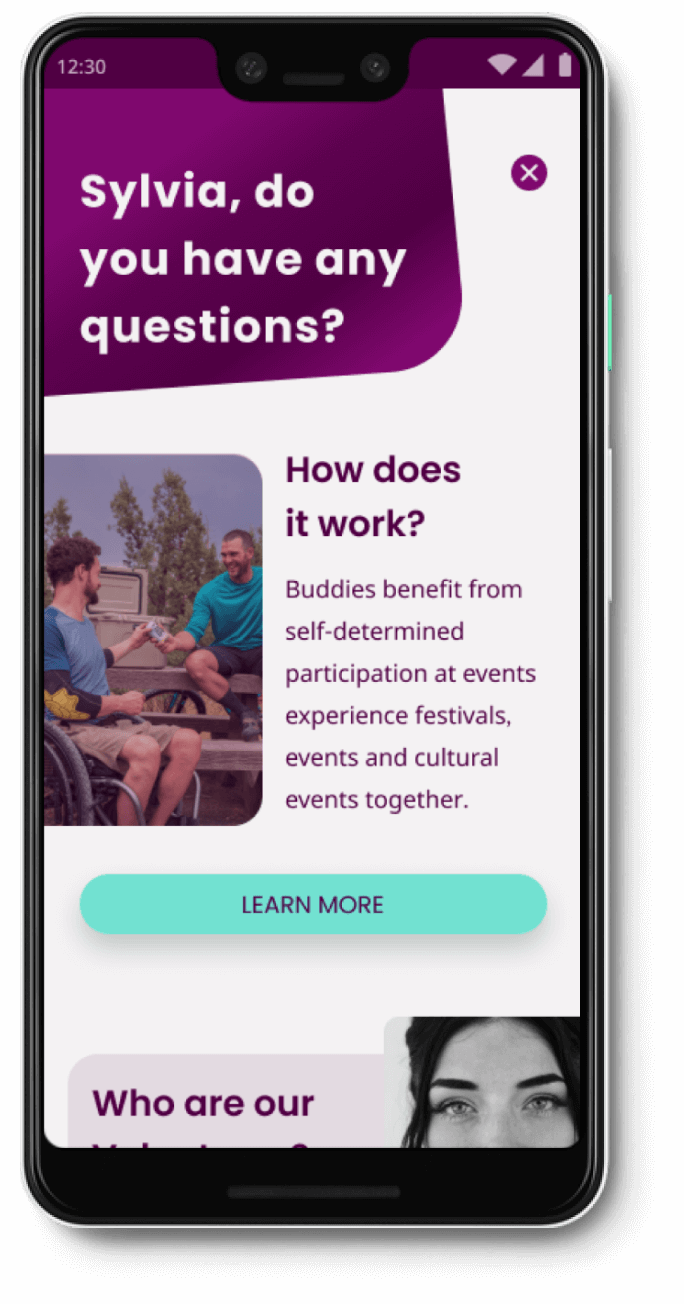 12:30
Sylvia, do
you have any
questions?
How does
it work?
Buddies benefit from
self-determined
participation at events
experience festivals,
events and cultural
events together.
LEARN MORE
Who are our